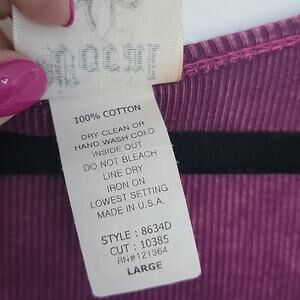 100% COTTON
DRY CLEAN OR
HAND WASH COLD
INSIDE OUT
DO NOT BLEACH
LINE DRY
IRON ON
LOWEST SETTING
MADE IN U.S.A.
STYLE : 8634D
CUT : 10385
RN#121364
LARGE